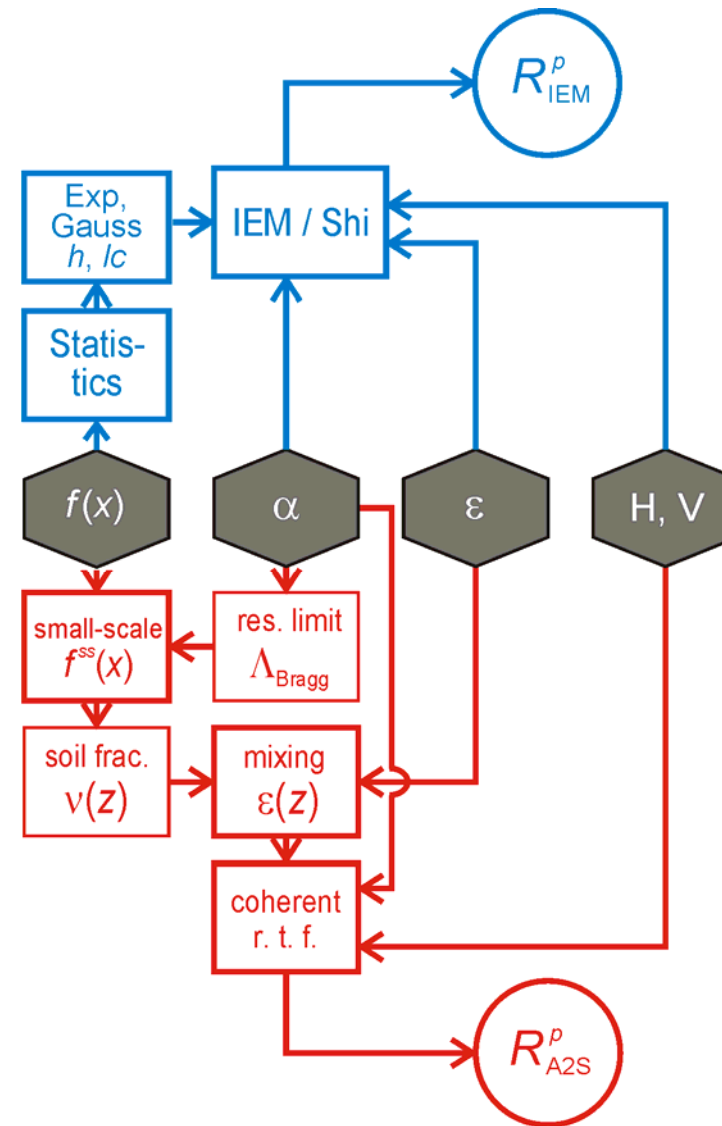 R^p_IEM
Exp,
Gauss
h, lc
IEM / Shi
Statis-
tics
f(x)
α
ε
H, V
small-scale
f^ss(x)
res. limit
Λ_Bragg
soil frac.
ν(z)
mixing
ε(z)
coherent
r. t. f.
R^p_A2S